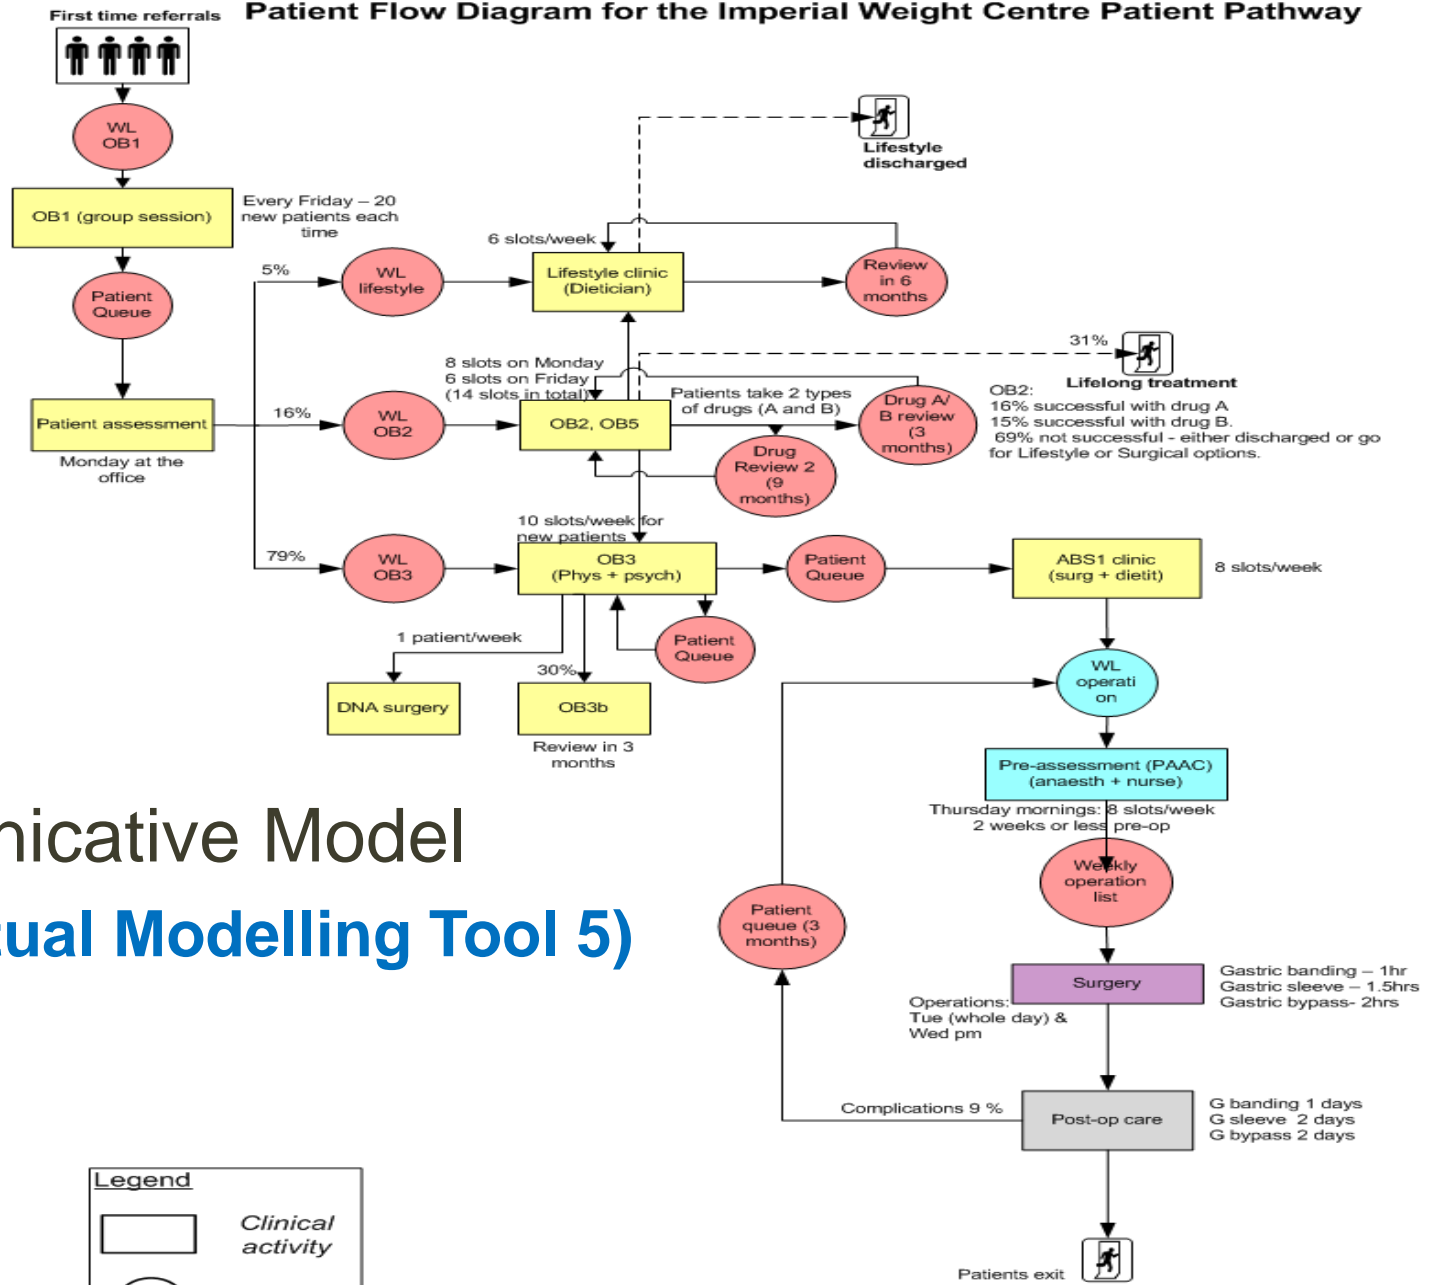 Patient Flow Diagram for the Imperial Weight Centre Patient Pathway
First time referrals
WL
OB1
OB1 (group session)
Every Friday – 20
new patients each
time
Patient
Queue
Patient assessment
Monday at the
office
5%
16%
79%
WL
lifestyle
6 slots/week
Lifestyle clinic
(Dietician)
Review
in 6
months
Lifestyle
discharged
WL
OB2
8 slots on Monday
6 slots on Friday
(14 slots in total)
OB2, OB5
Patients take 2 types
of drugs (A and B)
Drug A/
B review
(3
months)
Drug
Review 2
(9
months)
31%
Lifelong treatment
OB2:
16% successful with drug A
15% successful with drug B.
69% not successful - either discharged or go
for Lifestyle or Surgical options.
WL
OB3
10 slots/week for
new patients
OB3
(Phys + psych)
Patient
Queue
ABS1 clinic
(surg + dietit)
8 slots/week
Patient
Queue
1 patient/week
30%
DNA surgery
OB3b
Review in 3
months
WL
operati
on
Pre-assessment (PAAC)
(anaesth + nurse)
Thursday mornings: 8 slots/week
2 weeks or less pre-op
Weekly
operation
list
Patient
queue (3
months)
Surgery
Gastric banding – 1hr
Gastric sleeve – 1.5hrs
Gastric bypass- 2hrs
Operations:
Tue (whole day) &
Wed pm
Complications 9 %
Post-op care
G banding 1 days
G sleeve 2 days
G bypass 2 days
Patients exit
nicative Model
tual Modelling Tool 5)
Legend
Clinical
activity